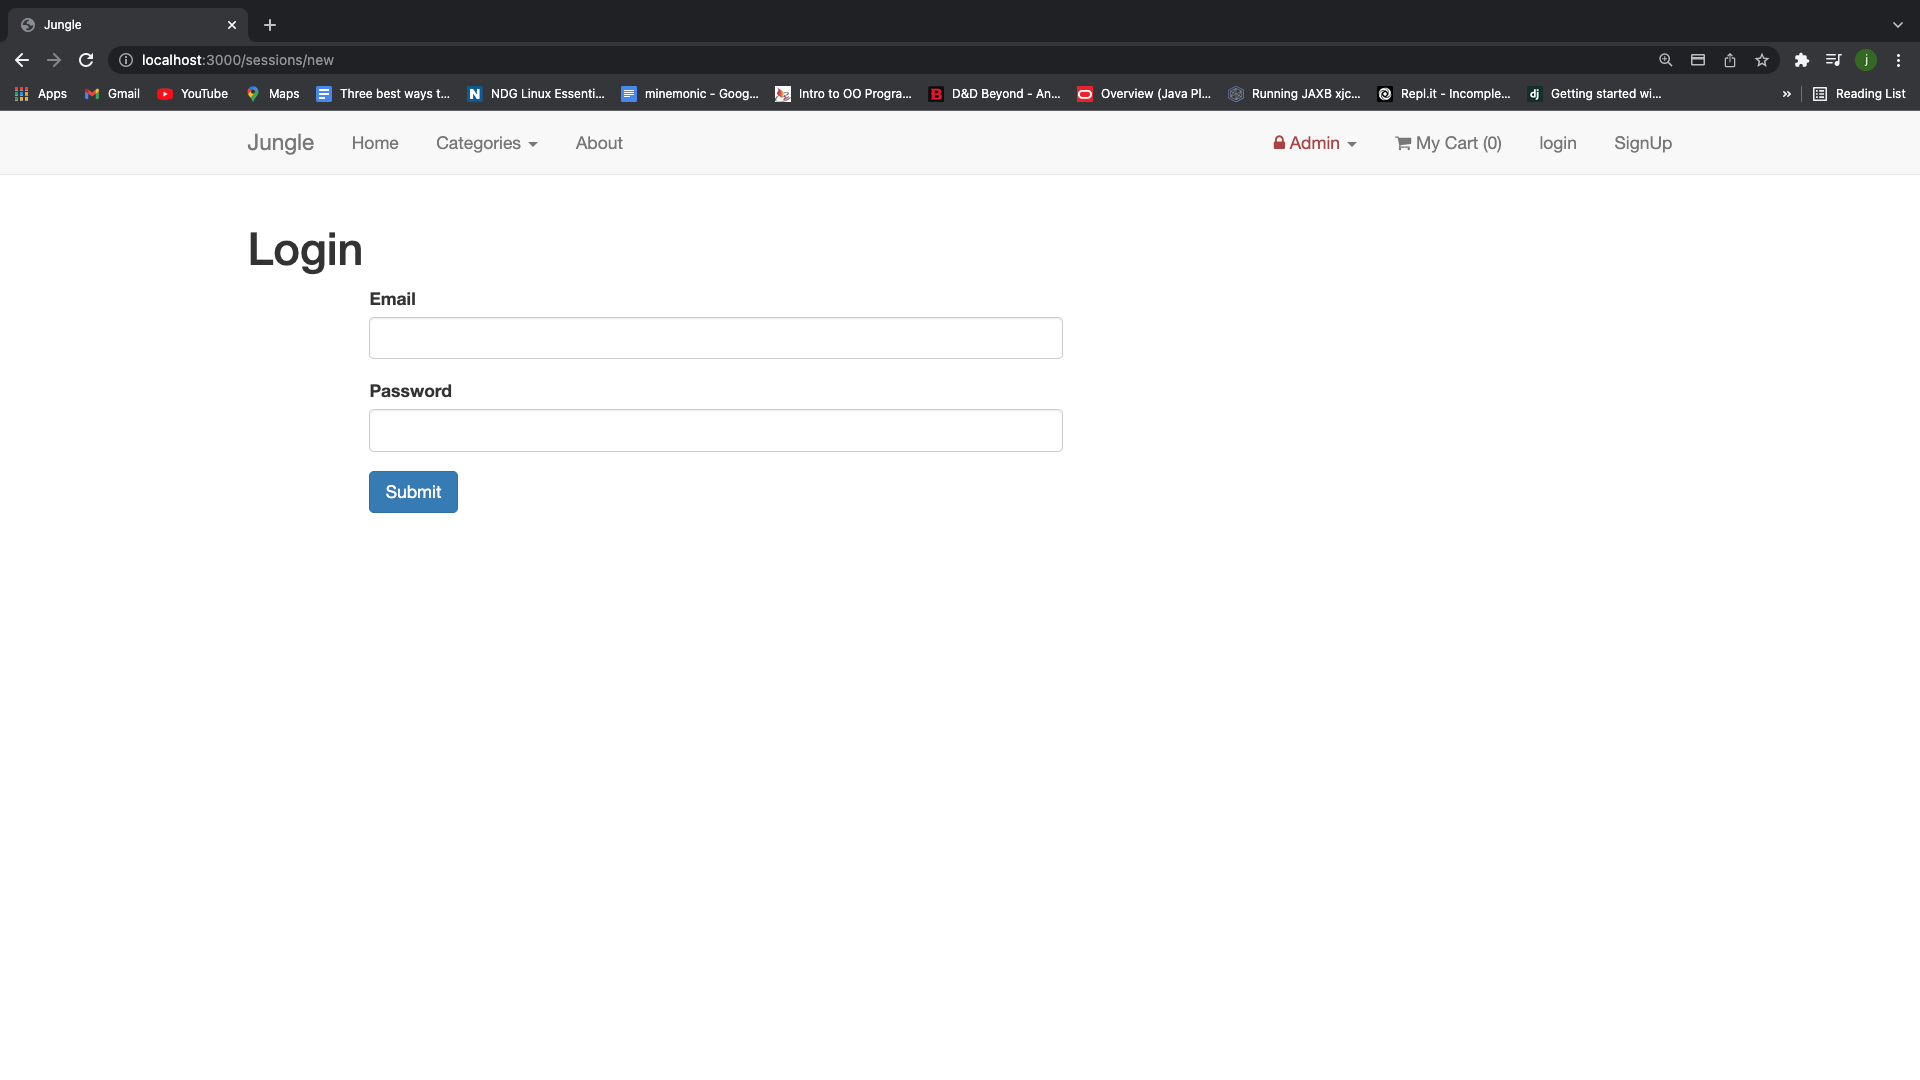 Jungle
localhost:3000/sessions/new
j
Apps Gmail YouTube Maps Three best ways t... NDG Linux Essenti... minemonic - Goog... Intro to OO Progra... D&D Beyond - An... Overview (Java Pl... Running JAXB xjc... Repl.it - Incomple... dj Getting started wi... » Reading List
Jungle Home Categories About Admin My Cart (0) login SignUp
Login
Email
Password
Submit